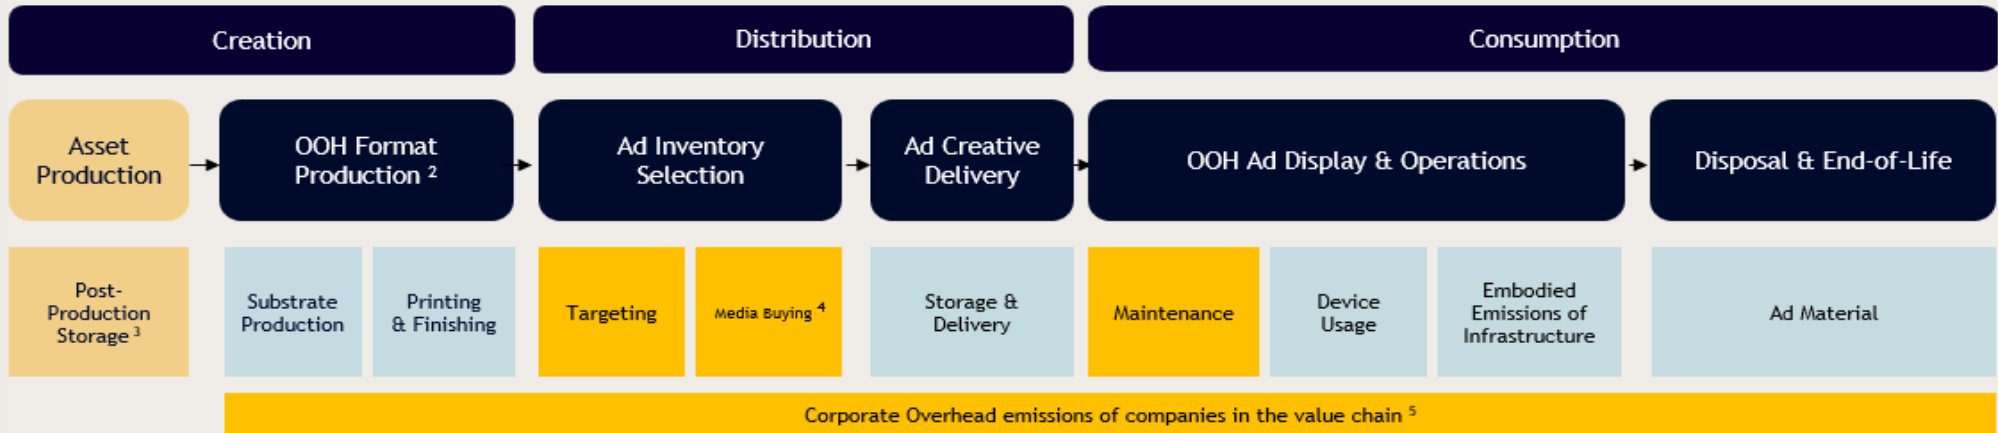 Creation
Distribution
Consumption
Asset
Production
OOH Format
Production ²
Ad Inventory
Selection
Ad Creative
Delivery
OOH Ad Display & Operations
Disposal & End-of-Life
Post-
Production
Storage ³
Substrate
Production
Printing
& Finishing
Targeting
Media Buying ⁴
Storage &
Delivery
Maintenance
Device
Usage
Embodied
Emissions of
Infrastructure
Ad Material
Corporate Overhead emissions of companies in the value chain ⁵